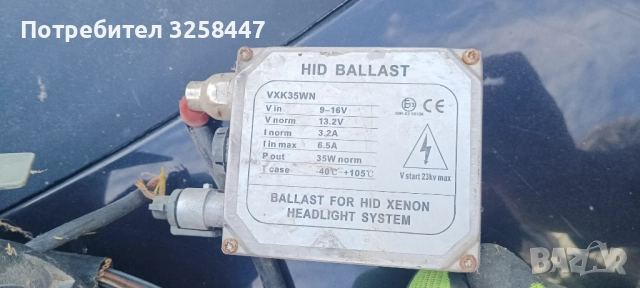 Потребител 3258447
HID BALLAST
VXK35WN
V in 9~16V
V norm 13.2V
I norm 3.2A
I in max 6.5A
P out 35W norm
T case 40℃ +105℃
CE
V start 23kv max
BALLAST FOR HID XENON
HEADLIGHT SYSTEM
BAZAR